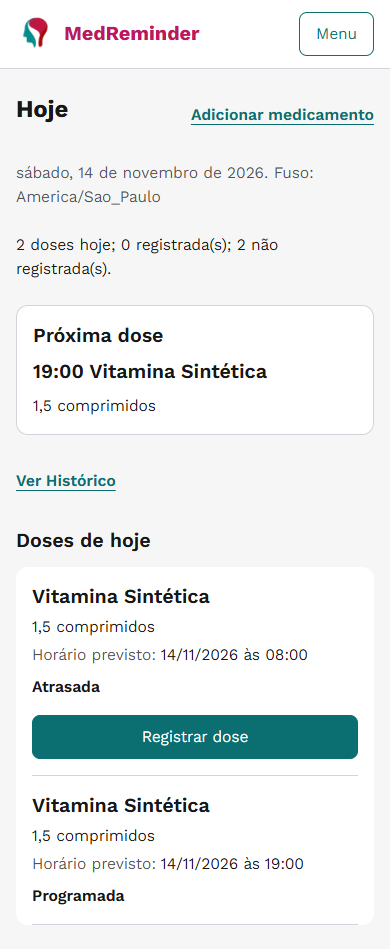 MedReminder
Menu
Hoje
Adicionar medicamento
sábado, 14 de novembro de 2026. Fuso:
America/Sao_Paulo
2 doses hoje; 0 registrada(s); 2 não
registrada(s).
Próxima dose
19:00 Vitamina Sintética
1,5 comprimidos
Ver Histórico
Doses de hoje
Vitamina Sintética
1,5 comprimidos
Horário previsto: 14/11/2026 às 08:00
Atrasada
Registrar dose
Vitamina Sintética
1,5 comprimidos
Horário previsto: 14/11/2026 às 19:00
Programada